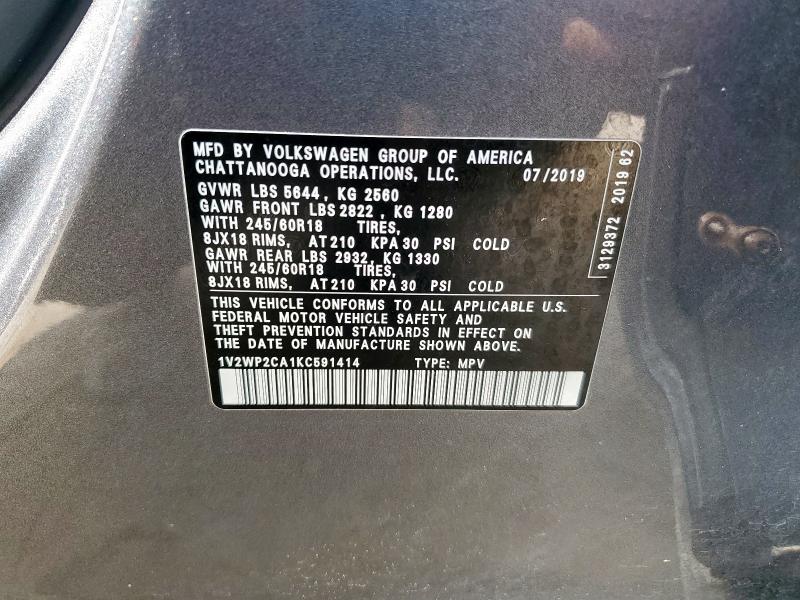 MFD BY VOLKSWAGEN GROUP OF AMERICA
CHATTANOOGA OPERATIONS, LLC. 07/2019
GVWR LBS 5644 , KG 2560
GAWR FRONT LBS 2822 , KG 1280
WITH 245/60R18 TIRES,
8JX18 RIMS, AT 210 KPA 30 PSI COLD
GAWR REAR LBS 2932, KG 1330
WITH 245/60R18 TIRES,
8JX18 RIMS, AT 210 KPA 30 PSI COLD
THIS VEHICLE CONFORMS TO ALL APPLICABLE U.S.
FEDERAL MOTOR VEHICLE SAFETY AND
THEFT PREVENTION STANDARDS IN EFFECT ON
THE DATE OF MANUFACTURE SHOWN ABOVE.
1V2WP2CA1KC591414 TYPE: MPV
3129372 2019 62